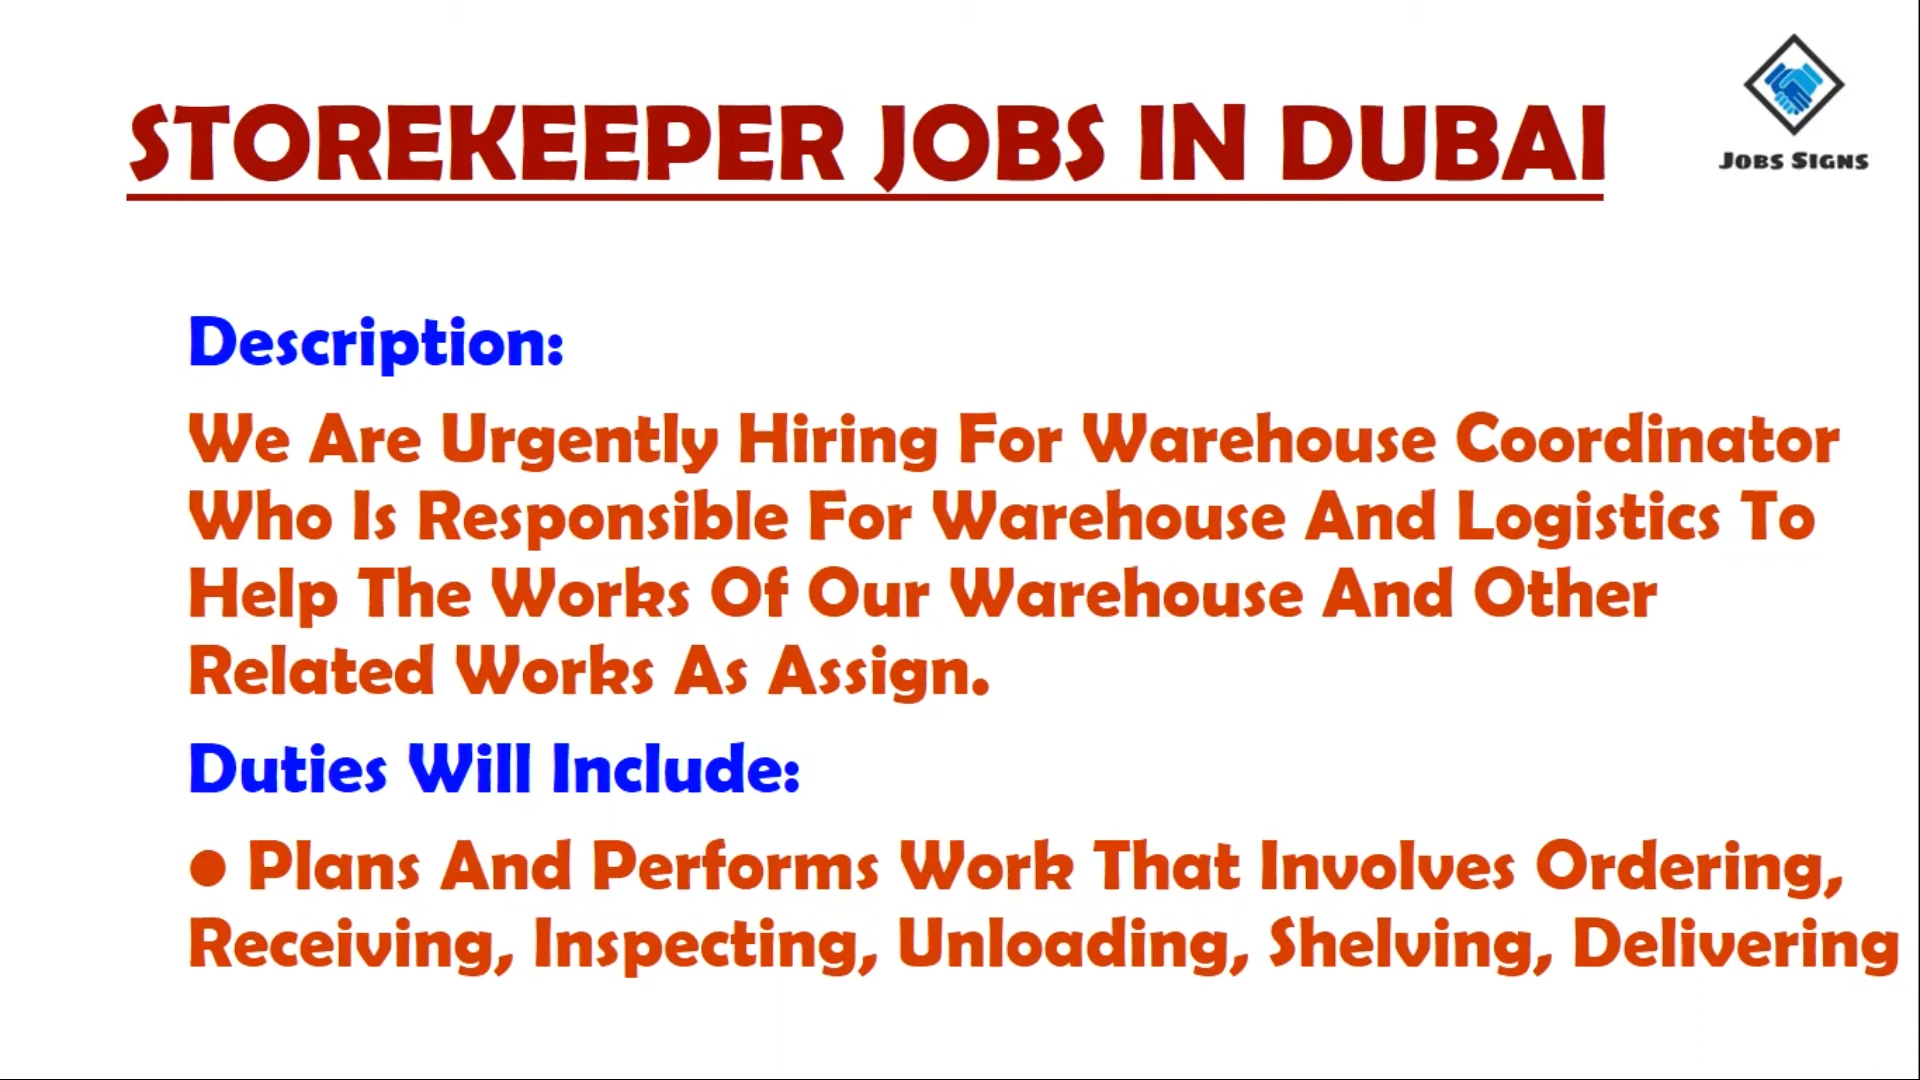 STOREKEEPER JOBS IN DUBAI
JOBS SIGNS
Description:
We Are Urgently Hiring For Warehouse Coordinator
Who Is Responsible For Warehouse And Logistics To
Help The Works Of Our Warehouse And Other
Related Works As Assign.
Duties Will Include:
● Plans And Performs Work That Involves Ordering,
Receiving, Inspecting, Unloading, Shelving, Delivering